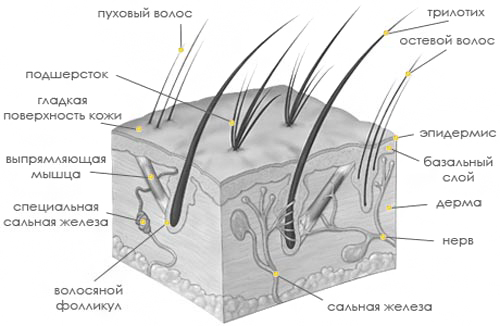 пуховый волос
трилотих
остевой волос
подшерсток
гладкая
поверхность кожи
эпидермис
выпрямляющая
мышца
базальный
слой
специальная
сальная железа
дерма
нерв
волосяной
фолликул
сальная железа